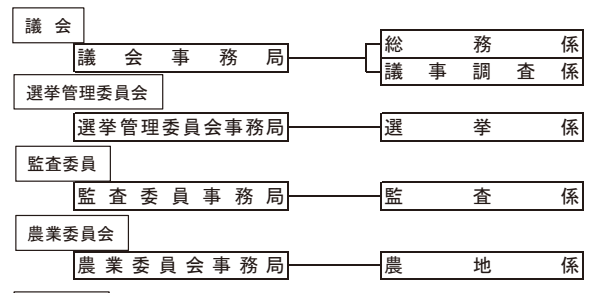 議会
議会事務局
総務係
議事調査係
選挙管理委員会
選挙管理委員会事務局
選挙係
監査委員
監査委員事務局
監査係
農業委員会
農業委員会事務局
農地係